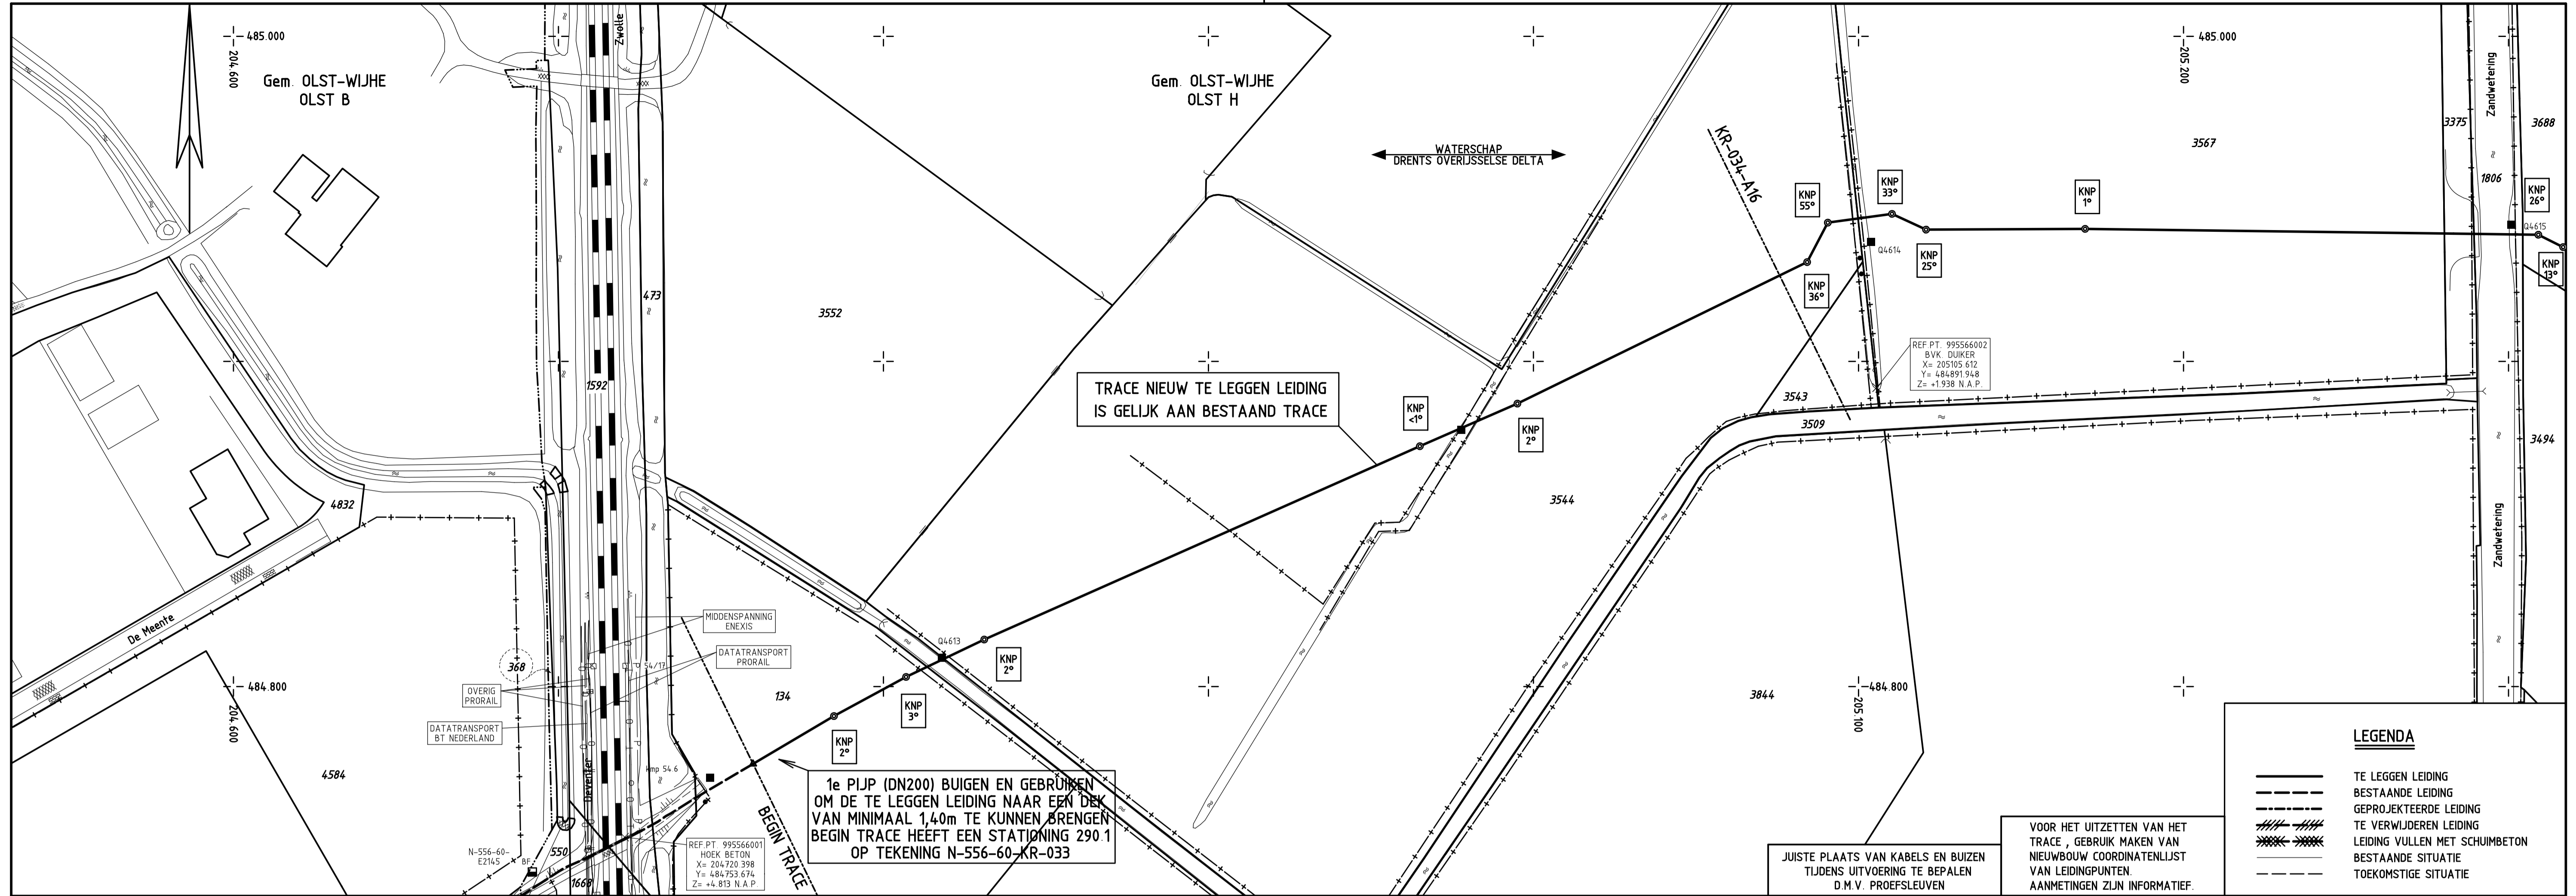 485.000
204.600
Gem. OLST-WIJHE
OLST B
Zwolle
Gem. OLST-WIJHE
OLST H
WATERSCHAP
DRENTS OVERIJSSELSE DELTA
KR-034-A16
485.000
205.200
3567
3375
Zandwetering
3688
1806
KNP
55°
KNP
33°
KNP
1°
KNP
26°
Q4615
Q4614
KNP
36°
KNP
25°
KNP
13°
473
3552
1592
TRACE NIEUW TE LEGGEN LEIDING
IS GELIJK AAN BESTAAND TRACE
KNP
<1°
KNP
2°
REF.PT. 995566002
BVK. DUIKER
X= 205105.612
Y= 484891.948
Z= +1.938 N.A.P.
3543
3509
3494
4832
3544
Zandwetering
De Meente
MIDDENSPANNING
ENEXIS
DATATRANSPORT
PRORAIL
54/17
368
OVERIG
PRORAIL
DATATRANSPORT
BT NEDERLAND
Q4613
KNP
2°
KNP
3°
KNP
2°
134
484.800
204.600
4584
Deventer
kmp 54.6
3844
484.800
205.100
1e PIJP (DN200) BUIGEN EN GEBRUIKEN
OM DE TE LEGGEN LEIDING NAAR EEN DEK
VAN MINIMAAL 1,40m TE KUNNEN BRENGEN
BEGIN TRACE HEEFT EEN STATIONING 290.1
OP TEKENING N-556-60-KR-033
BEGIN TRACE
REF.PT. 995566001
HOEK BETON
X= 204720.398
Y= 484753.674
Z= +4.813 N.A.P.
N-556-60-
E2145
BF
550
1668
JUISTE PLAATS VAN KABELS EN BUIZEN
TIJDENS UITVOERING TE BEPALEN
D.M.V. PROEFSLEUVEN
VOOR HET UITZETTEN VAN HET
TRACE , GEBRUIK MAKEN VAN
NIEUWBOUW COORDINATENLIJST
VAN LEIDINGPUNTEN.
AANMETINGEN ZIJN INFORMATIEF.
LEGENDA
TE LEGGEN LEIDING
BESTAANDE LEIDING
GEPROJEKTEERDE LEIDING
TE VERWIJDEREN LEIDING
LEIDING VULLEN MET SCHUIMBETON
BESTAANDE SITUATIE
TOEKOMSTIGE SITUATIE